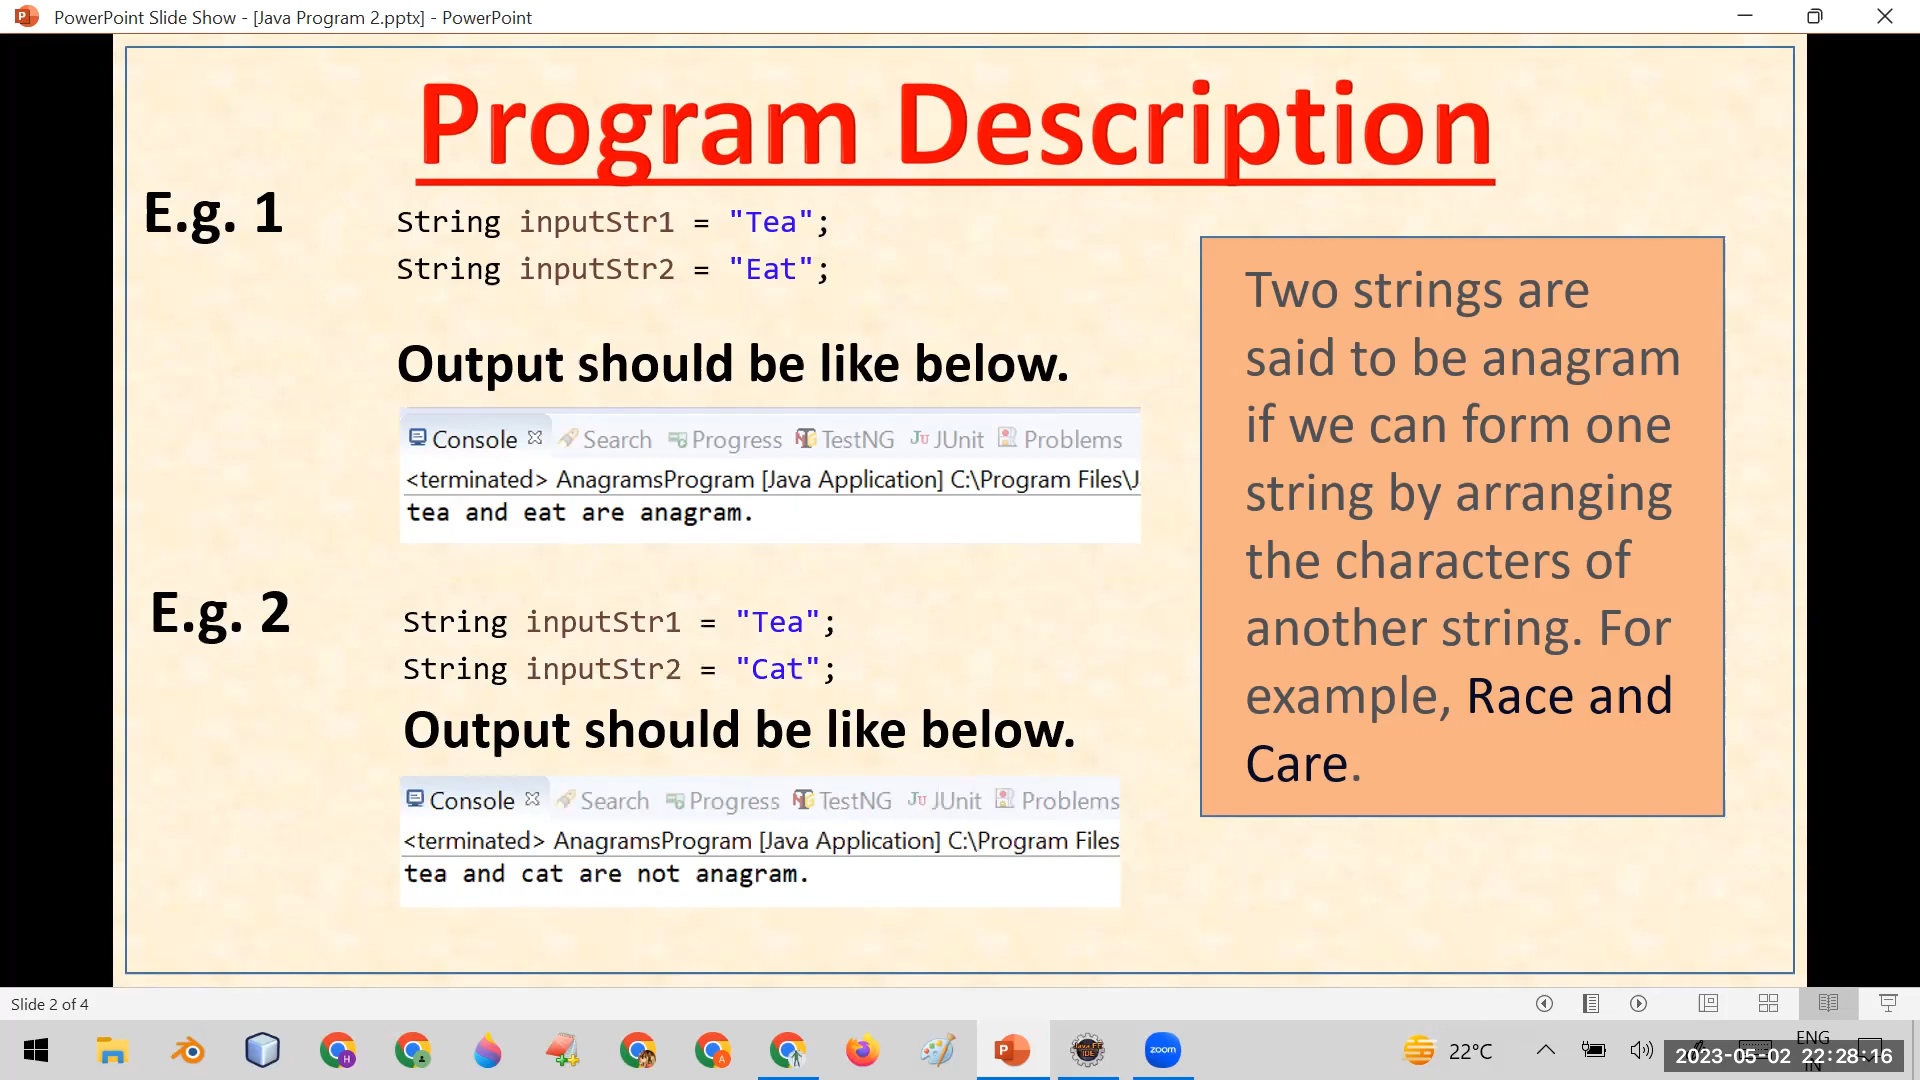 PowerPoint Slide Show - [Java Program 2.pptx] - PowerPoint
Program Description
E.g. 1
String inputStr1 = "Tea";
String inputStr2 = "Eat";
Output should be like below.
Console Search Progress TestNG JUnit Problems
<terminated> AnagramsProgram [Java Application] C:\Program Files\J
tea and eat are anagram.
E.g. 2
String inputStr1 = "Tea";
String inputStr2 = "Cat";
Output should be like below.
Console Search Progress TestNG JUnit Problems
<terminated> AnagramsProgram [Java Application] C:\Program Files
tea and cat are not anagram.
Two strings are
said to be anagram
if we can form one
string by arranging
the characters of
another string. For
example, Race and
Care.
Slide 2 of 4
zoom
22°C
ENG
2023-05-02 22:28:16